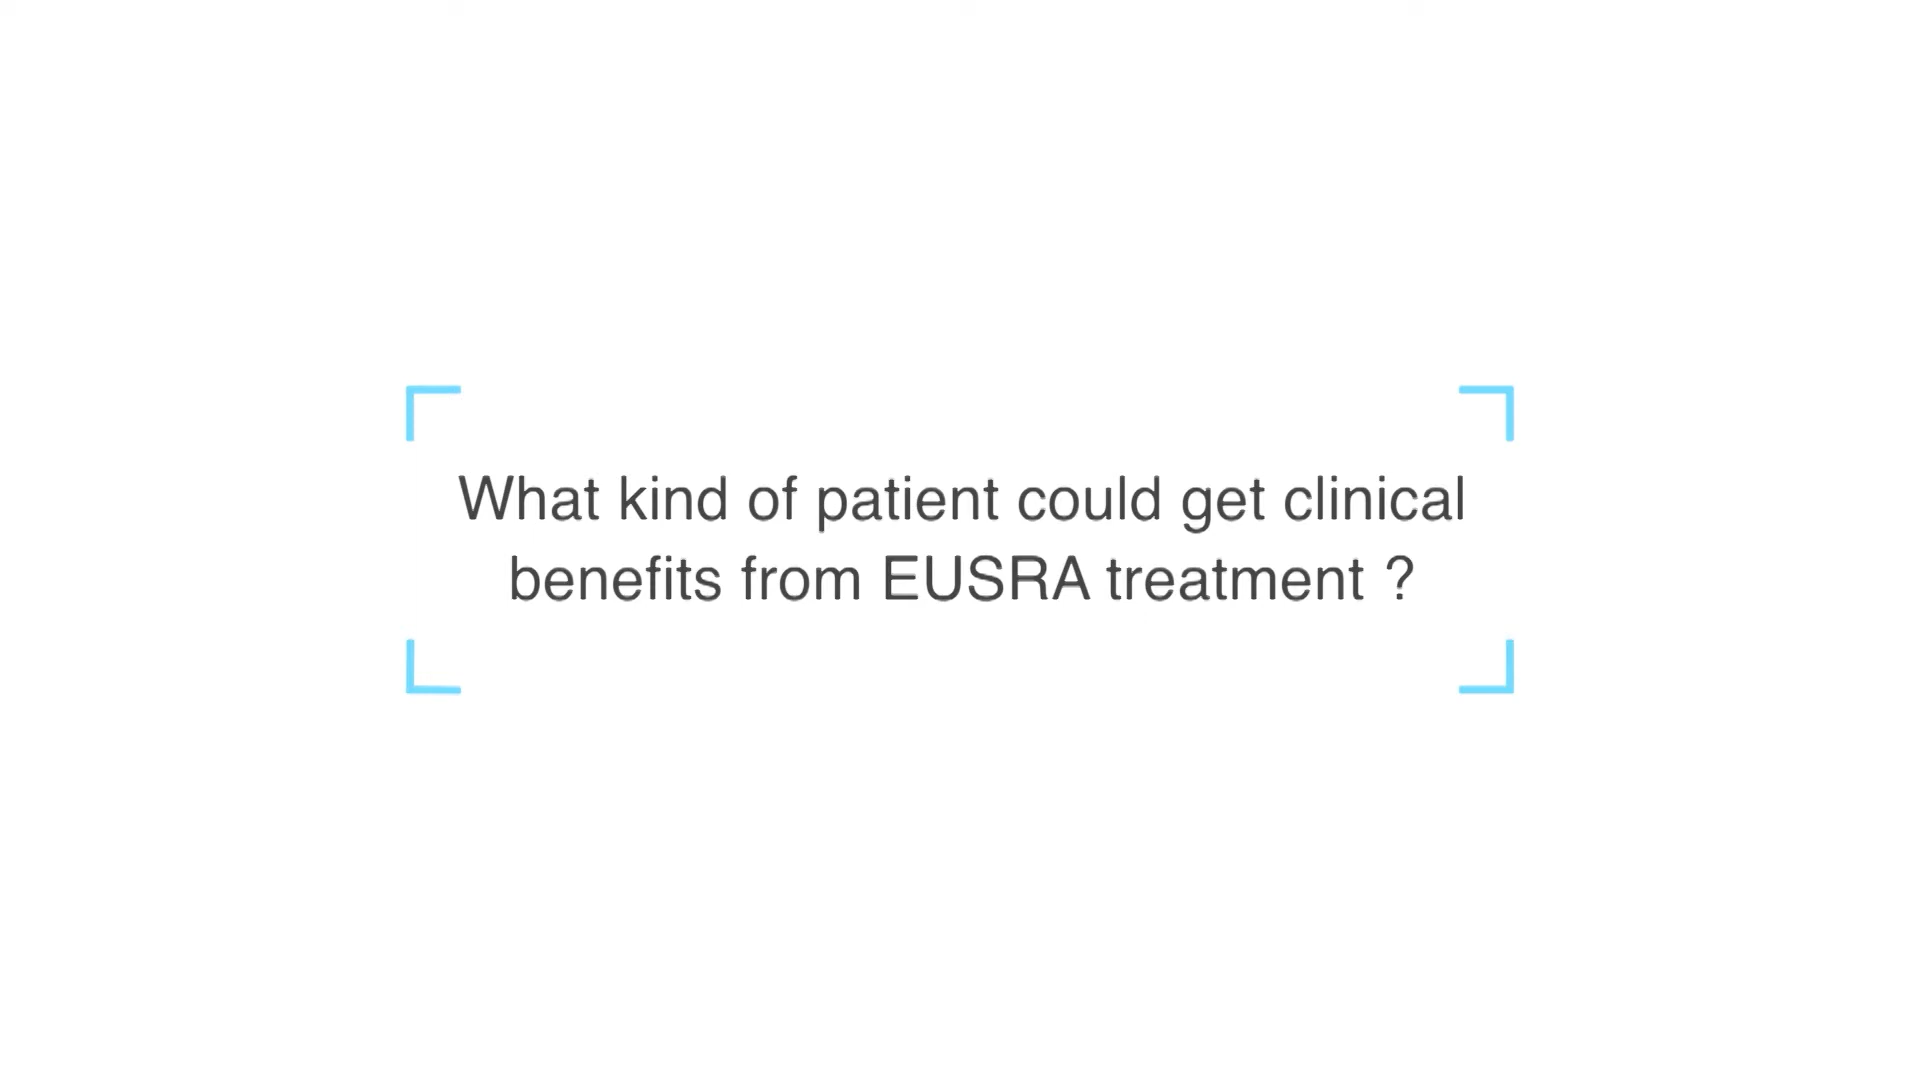 What kind of patient could get clinical
benefits from EUSRA treatment ?